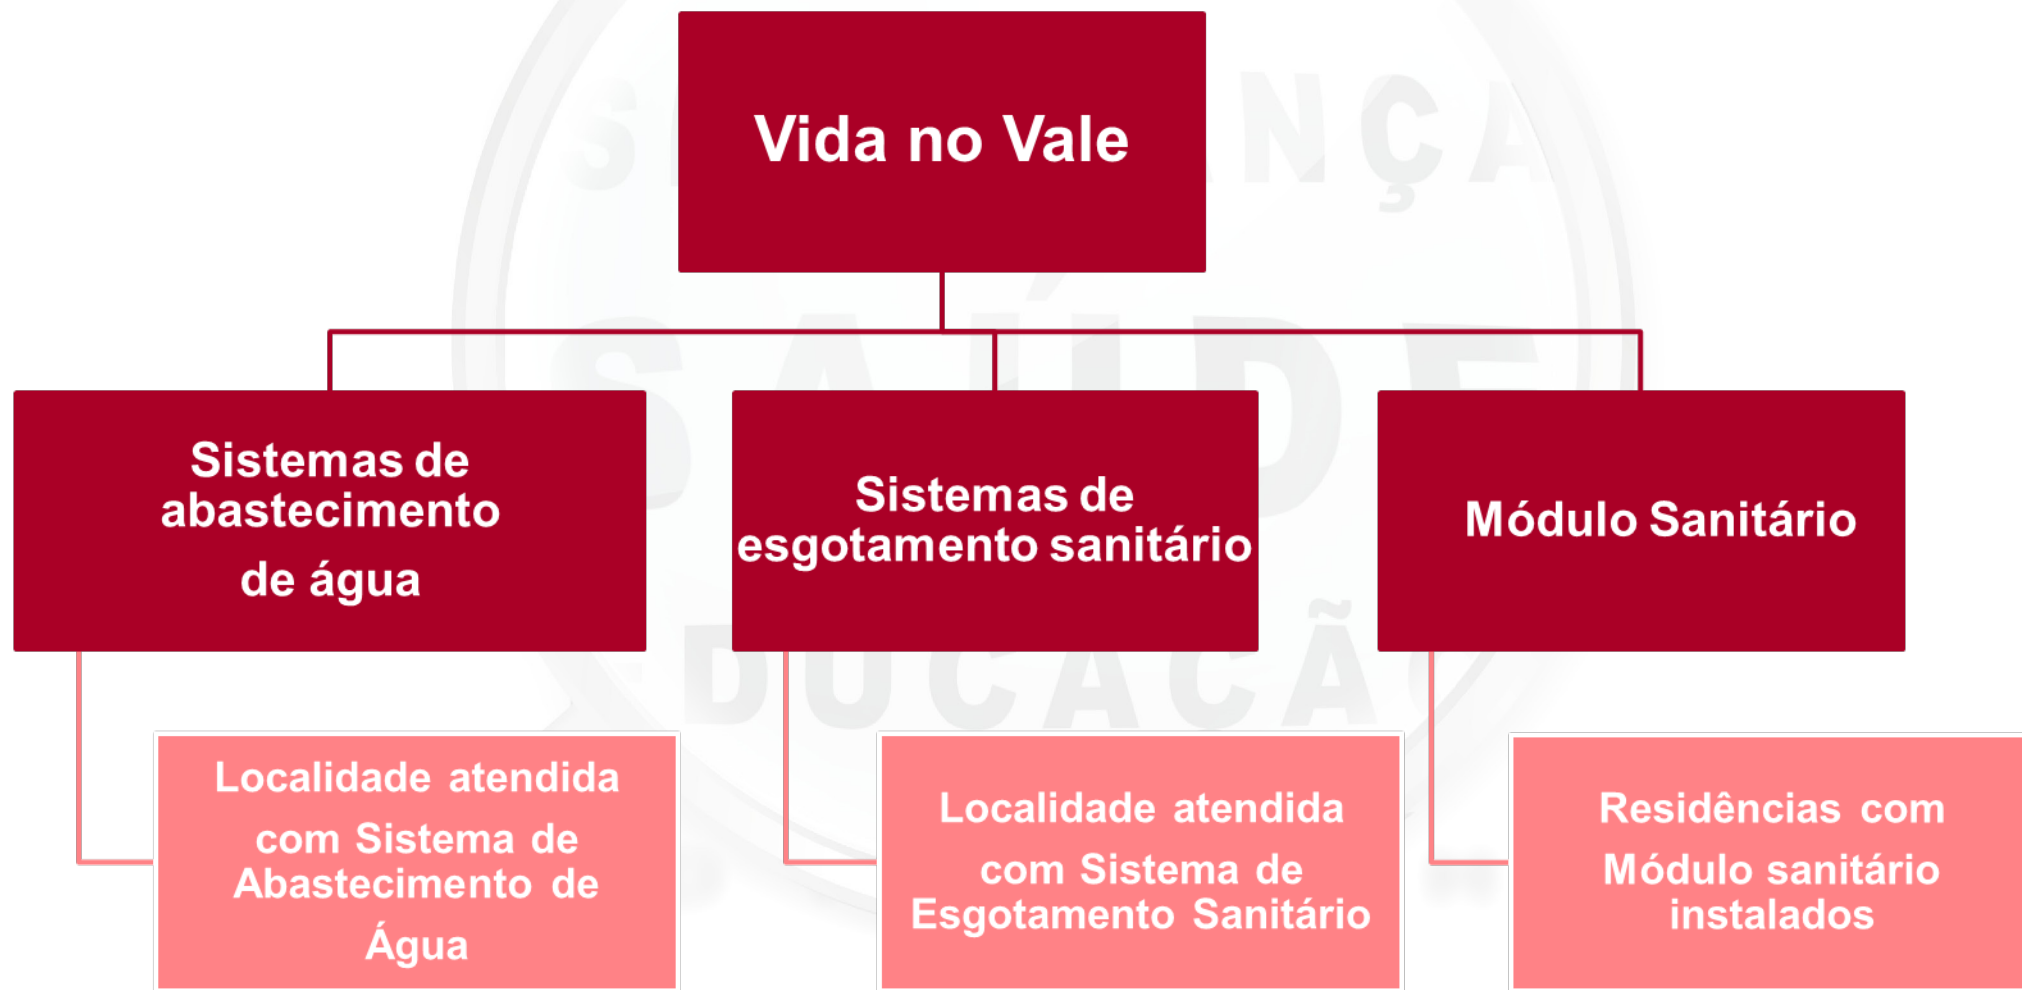 Vida no Vale
Sistemas de
abastecimento
de água
Sistemas de
esgotamento sanitário
Módulo Sanitário
Localidade atendida
com Sistema de
Abastecimento de
Água
Localidade atendida
com Sistema de
Esgotamento Sanitário
Residências com
Módulo sanitário
instalados